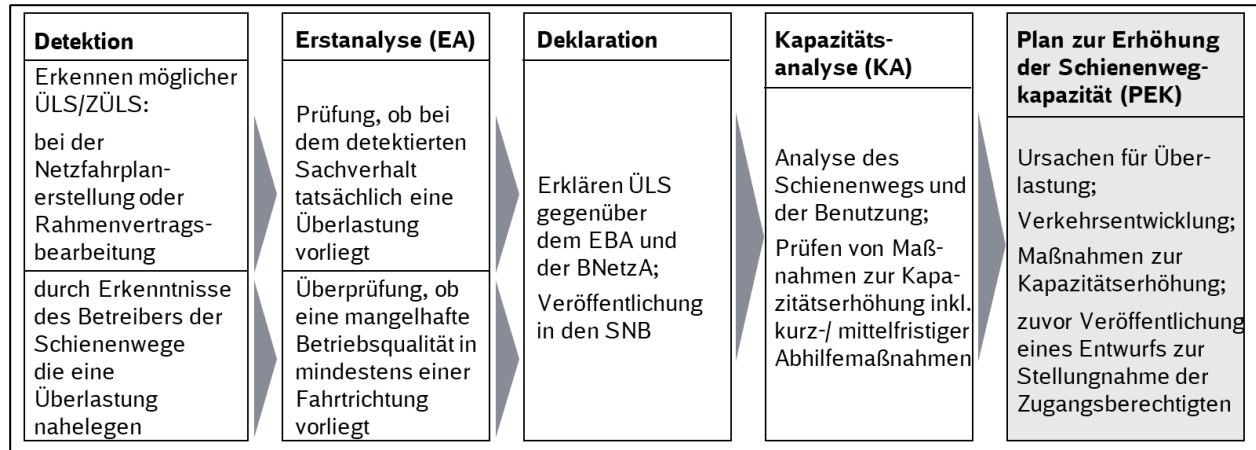 Detektion
Erkennen möglicher
ÜLS/ZÜLS:
bei der
Netzfahrplan-
erstellung oder
Rahmenvertrags-
bearbeitung
durch Erkenntnisse
des Betreibers der
Schienenwege
die eine
Überlastung
nahelegen
Erstanalyse (EA)
Prüfung, ob bei
dem detektierten
Sachverhalt
tatsächlich eine
Überlastung
vorliegt
Überprüfung, ob
eine mangelhafte
Betriebsqualität in
mindestens einer
Fahrtrichtung
vorliegt
Deklaration
Erklären ÜLS
gegenüber
dem EBA und
der BNetzA;
Veröffentlichung
in den SNB
Kapazitäts-
analyse (KA)
Analyse des
Schienenwegs und
der Benutzung;
Prüfen von Maß-
nahmen zur Kapa-
zitätserhöhung inkl.
kurz-/ mittelfristiger
Abhilfemaßnahmen
Plan zur Erhöhung
der Schienenweg-
kapazität (PEK)
Ursachen für Über-
lastung;
Verkehrsentwicklung;
Maßnahmen zur
Kapazitätserhöhung;
zuvor Veröffentlichung
eines Entwurfs zur
Stellungnahme der
Zugangsberechtigten